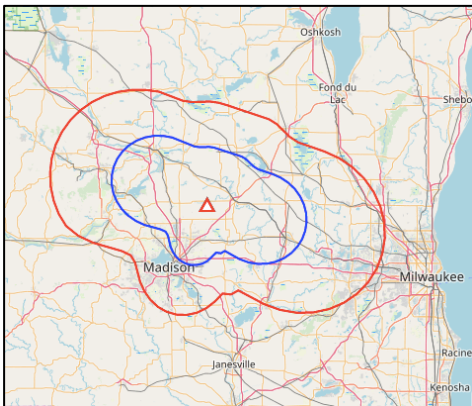 Oshkosh
Fond du
Lac
Shebo
Madison
Milwaukee
Janesville
Racine
Kenosha